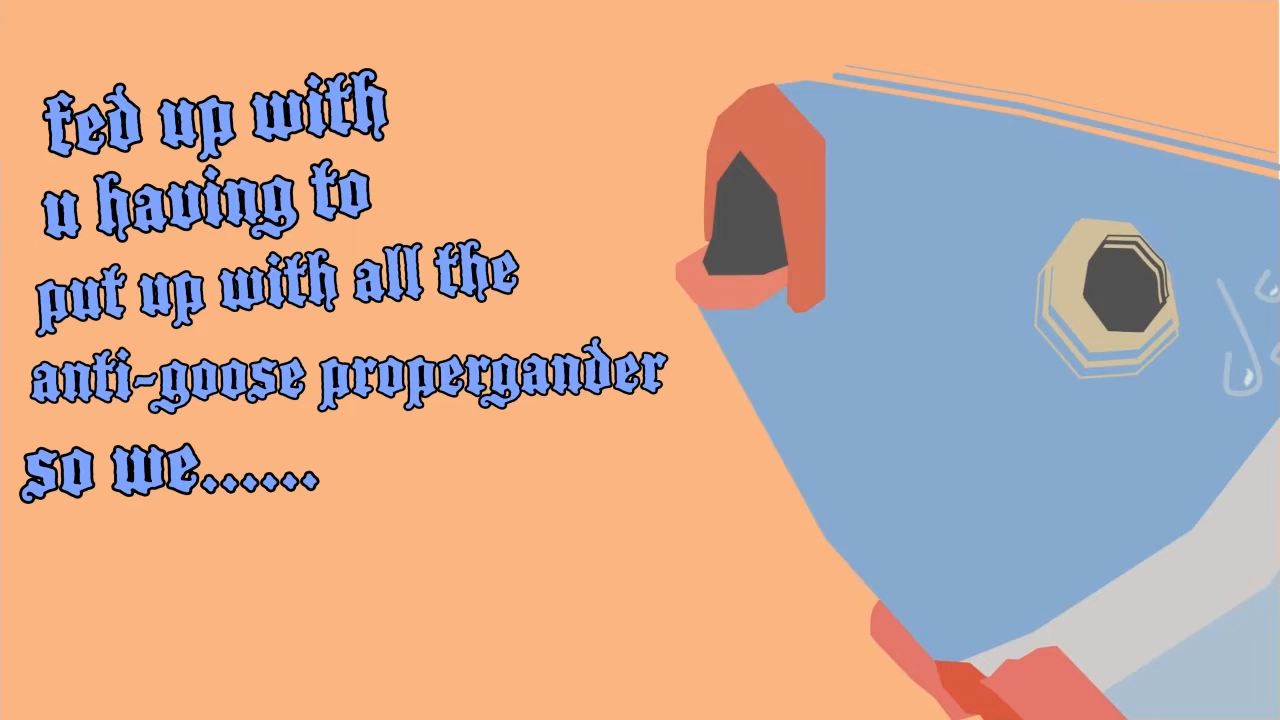 fed up with
u having to
put up with all the
anti-goose propergander
so we......